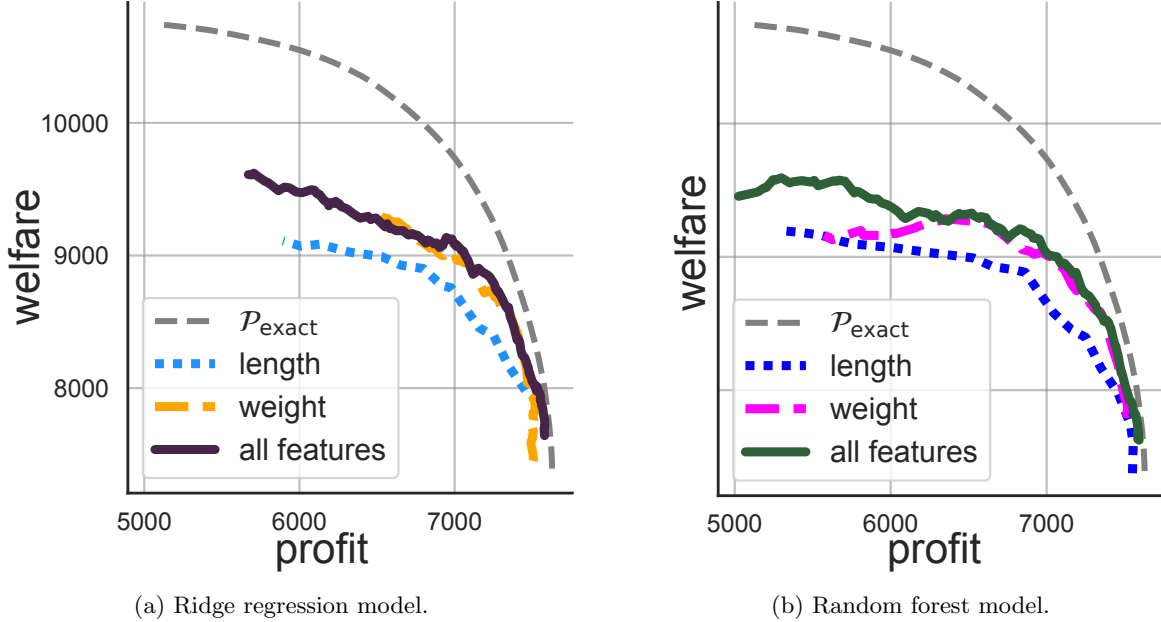 welfare
10000
9000
8000
P_exact
length
weight
all features
5000
6000
7000
profit
(a) Ridge regression model.
welfare
P_exact
length
weight
all features
5000
6000
7000
profit
(b) Random forest model.